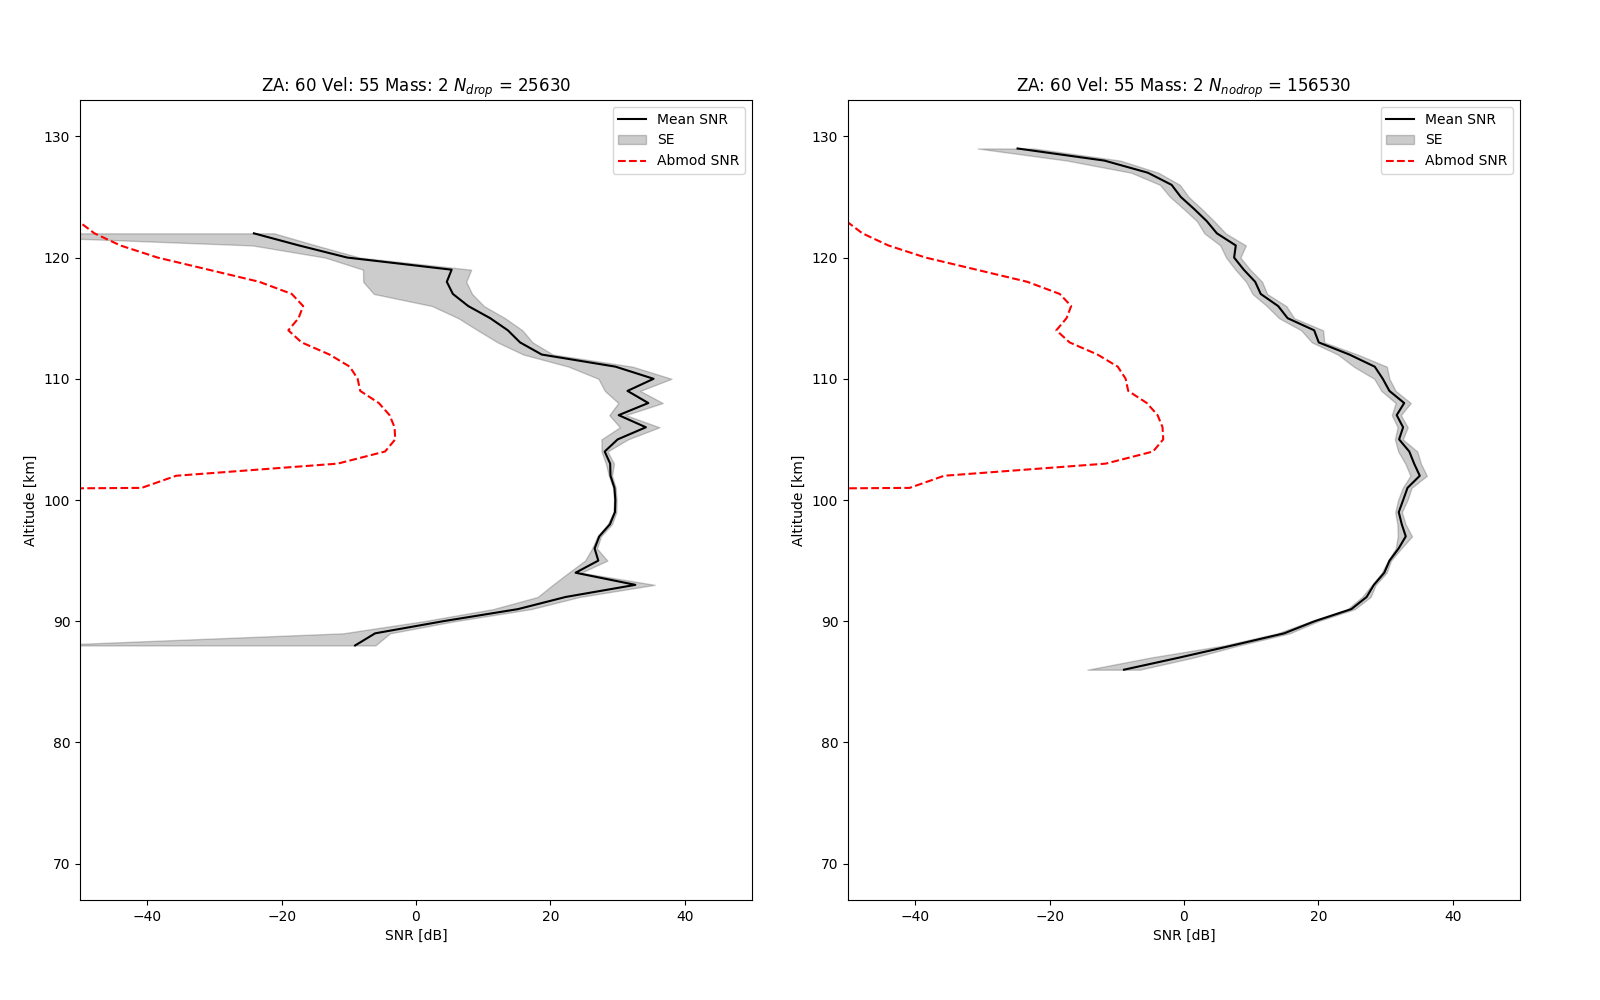 ZA: 60 Vel: 55 Mass: 2 N_drop = 25630
Mean SNR
SE
Abmod SNR
130
120
110
100
90
80
70
Altitude [km]
−40
−20
0
20
40
SNR [dB]
ZA: 60 Vel: 55 Mass: 2 N_nodrop = 156530
Mean SNR
SE
Abmod SNR
130
120
110
100
90
80
70
Altitude [km]
−40
−20
0
20
40
SNR [dB]